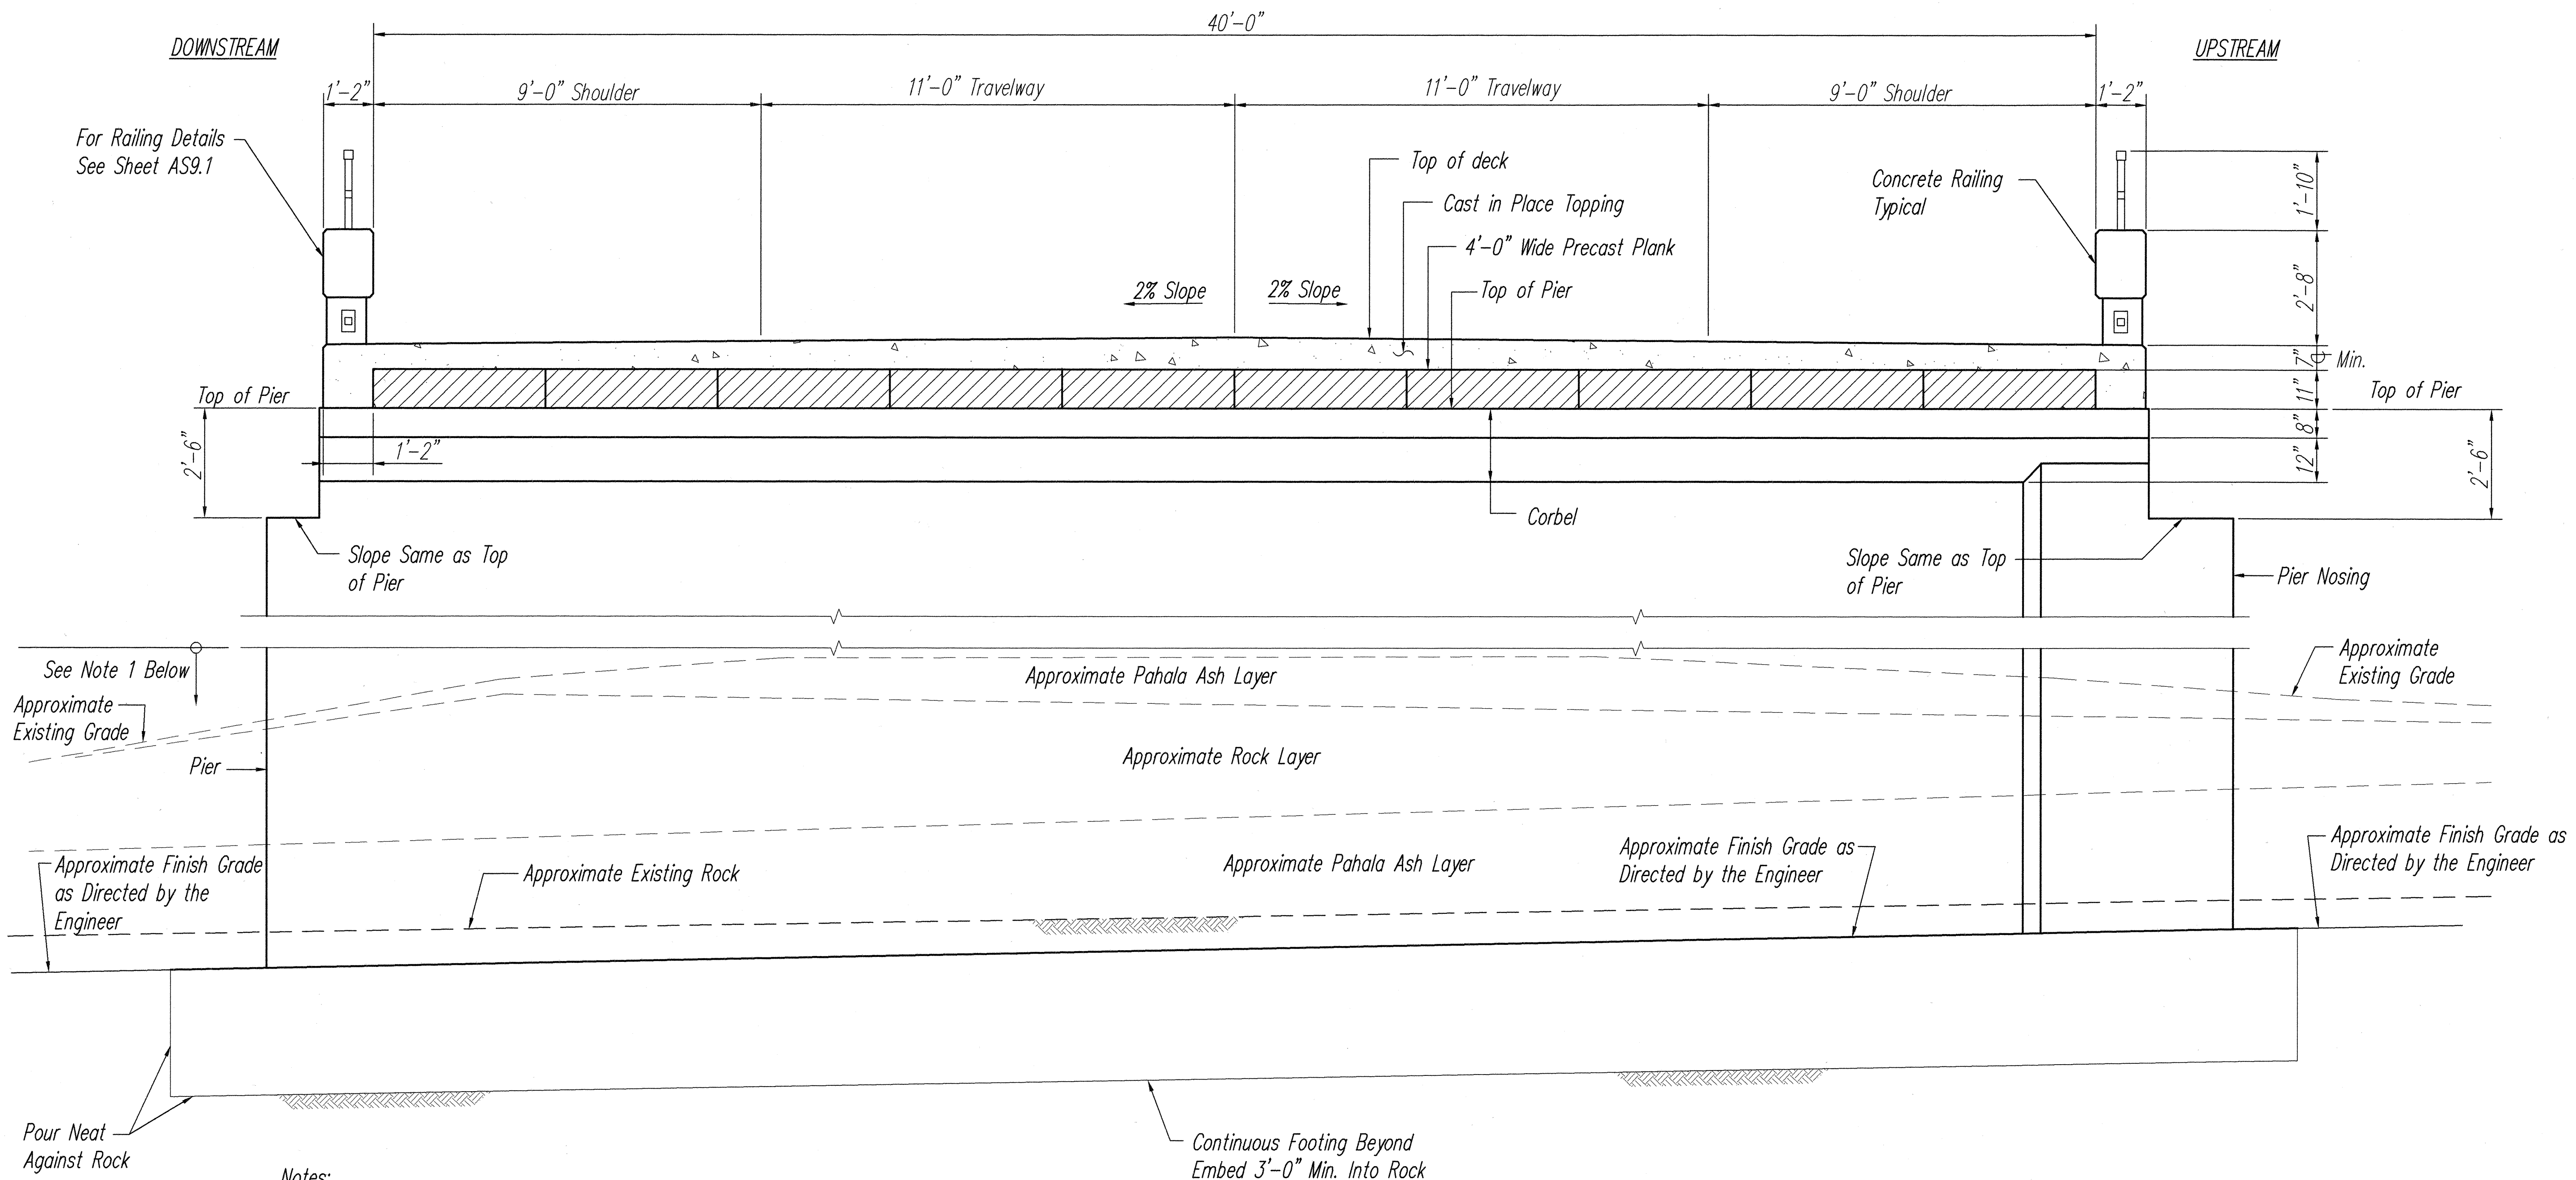 40'-0"
DOWNSTREAM
UPSTREAM
1'-2"
9'-0" Shoulder
11'-0" Travelway
11'-0" Travelway
9'-0" Shoulder
1'-2"
For Railing Details
See Sheet AS9.1
Top of deck
Cast in Place Topping
4'-0" Wide Precast Plank
Top of Pier
Concrete Railing
Typical
1'-10"
2'-8"
2% Slope
2% Slope
7"
Min.
11"
8"
12"
Top of Pier
Top of Pier
2'-6"
1'-2"
2'-6"
Corbel
Slope Same as Top
of Pier
Slope Same as Top
of Pier
Pier Nosing
See Note 1 Below
Approximate
Existing Grade
Approximate Pahala Ash Layer
Approximate
Existing Grade
Pier
Approximate Rock Layer
Approximate Finish Grade
as Directed by the
Engineer
Approximate Existing Rock
Approximate Pahala Ash Layer
Approximate Finish Grade as
Directed by the Engineer
Approximate Finish Grade as
Directed by the Engineer
Pour Neat
Against Rock
Continuous Footing Beyond
Embed 3'-0" Min. Into Rock
Notes: